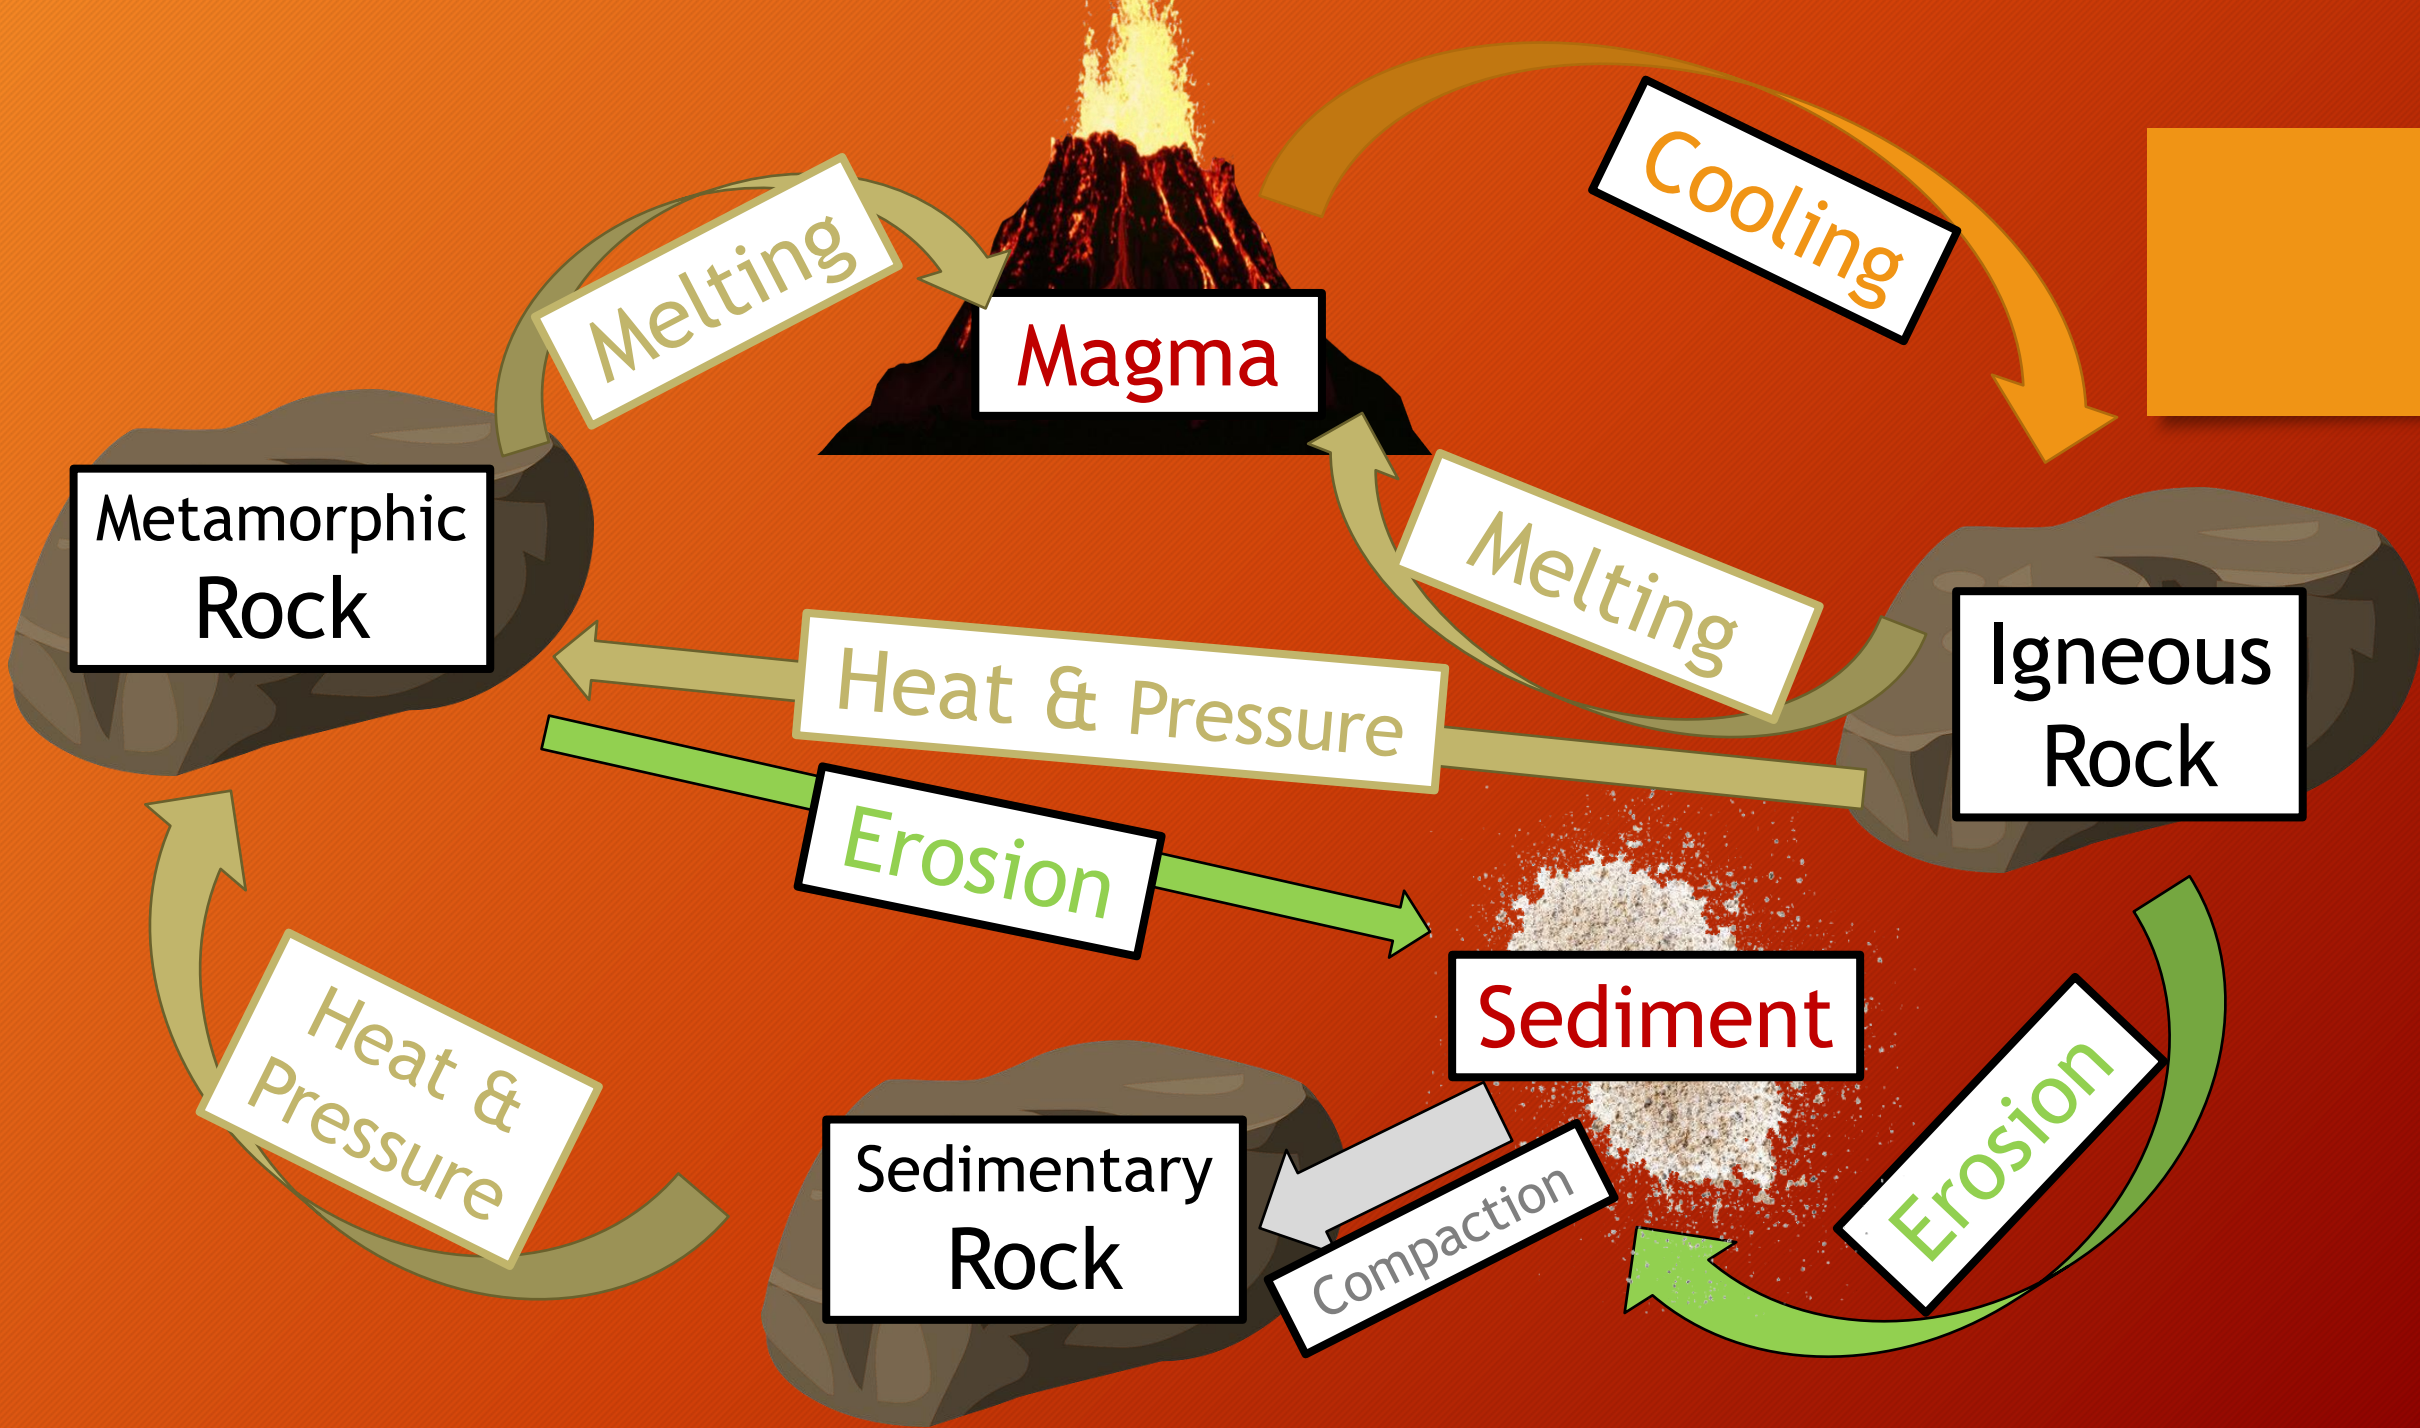 Cooling
Melting
Magma
Metamorphic
Rock
Melting
Igneous
Rock
Heat & Pressure
Erosion
Sediment
Heat &
Pressure
Erosion
Sedimentary
Rock
Compaction